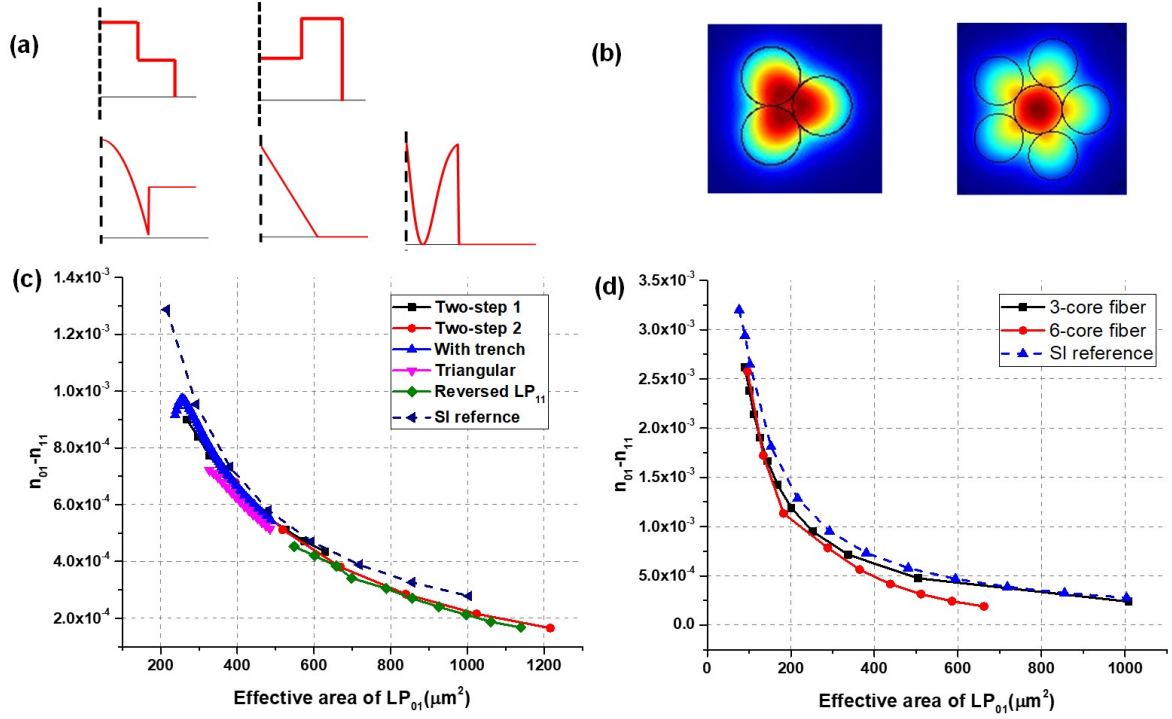 (a)
(b)
(c)
1.4x10⁻³
1.2x10⁻³
1.0x10⁻³
8.0x10⁻⁴
6.0x10⁻⁴
4.0x10⁻⁴
2.0x10⁻⁴
n₀₁-n₁₁
Two-step 1
Two-step 2
With trench
Triangular
Reversed LP₁₁
SI refernce
200 400 600 800 1000 1200
Effective area of LP₀₁(μm²)
(d)
3.5x10⁻³
3.0x10⁻³
2.5x10⁻³
2.0x10⁻³
1.5x10⁻³
1.0x10⁻³
5.0x10⁻⁴
0.0
n₀₁-n₁₁
3-core fiber
6-core fiber
SI reference
0 200 400 600 800 1000
Effective area of LP₀₁(μm²)